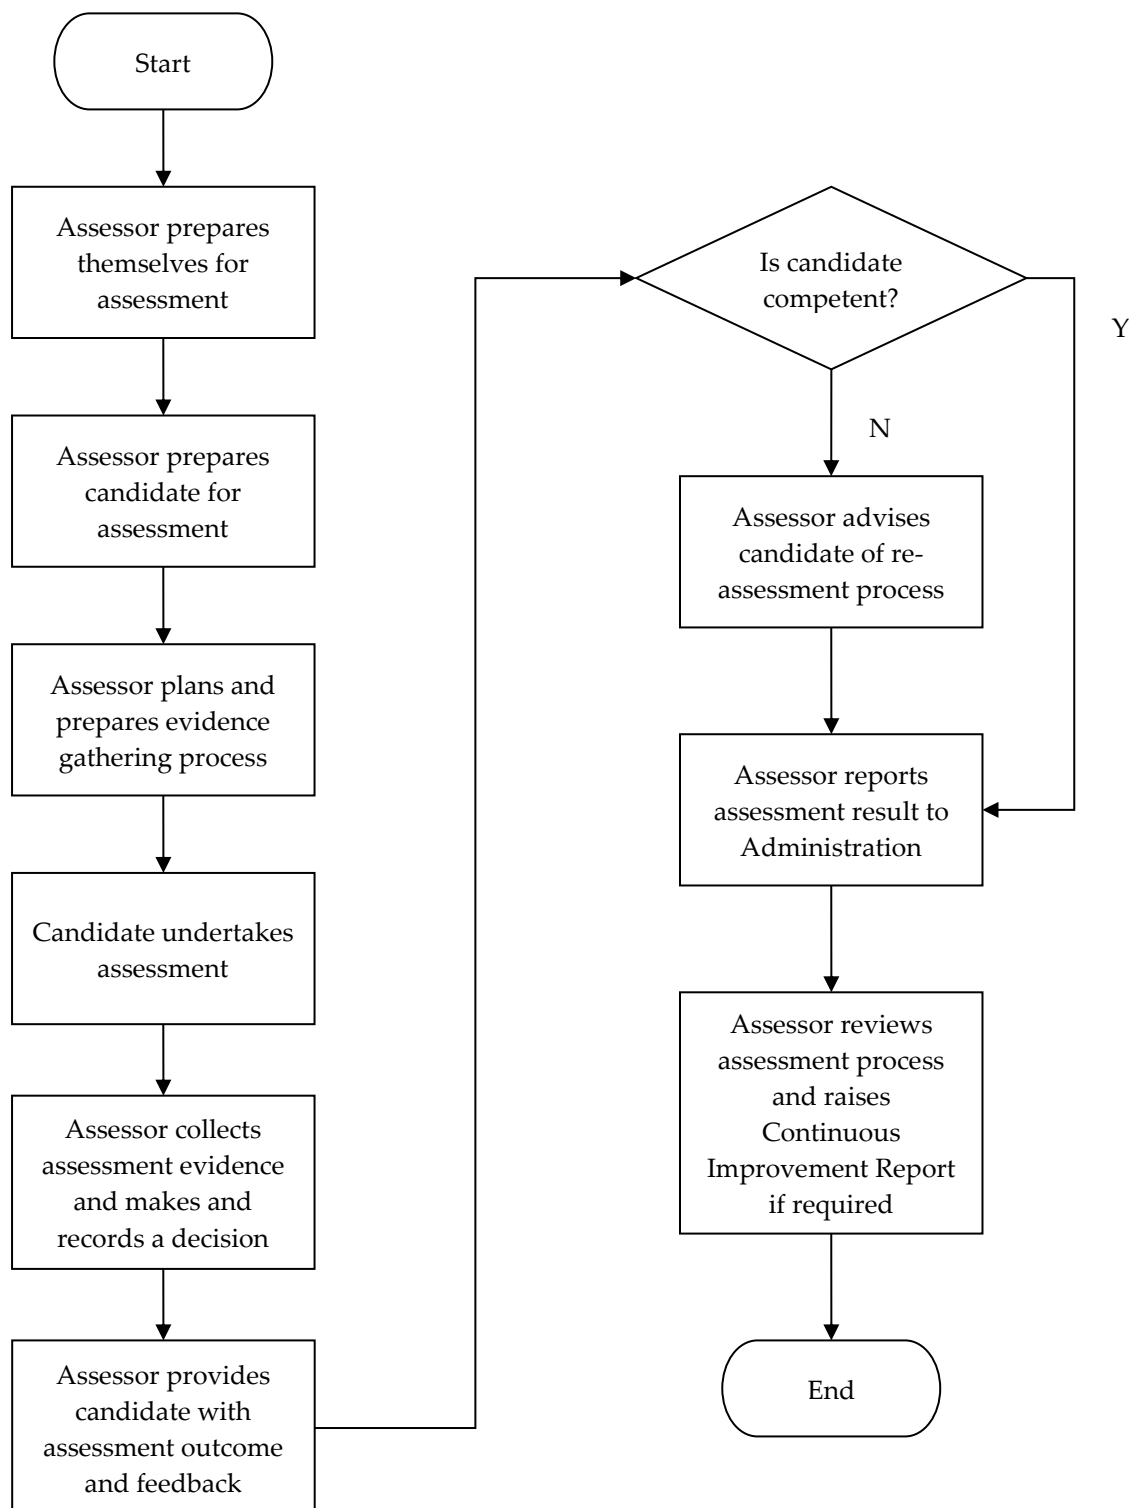 Start
Assessor prepares
themselves for
assessment
Assessor prepares
candidate for
assessment
Assessor plans and
prepares evidence
gathering process
Candidate undertakes
assessment
Assessor collects
assessment evidence
and makes and
records a decision
Assessor provides
candidate with
assessment outcome
and feedback
Is candidate
competent?
Y
N
Assessor advises
candidate of re-
assessment process
Assessor reports
assessment result to
Administration
Assessor reviews
assessment process
and raises
Continuous
Improvement Report
if required
End